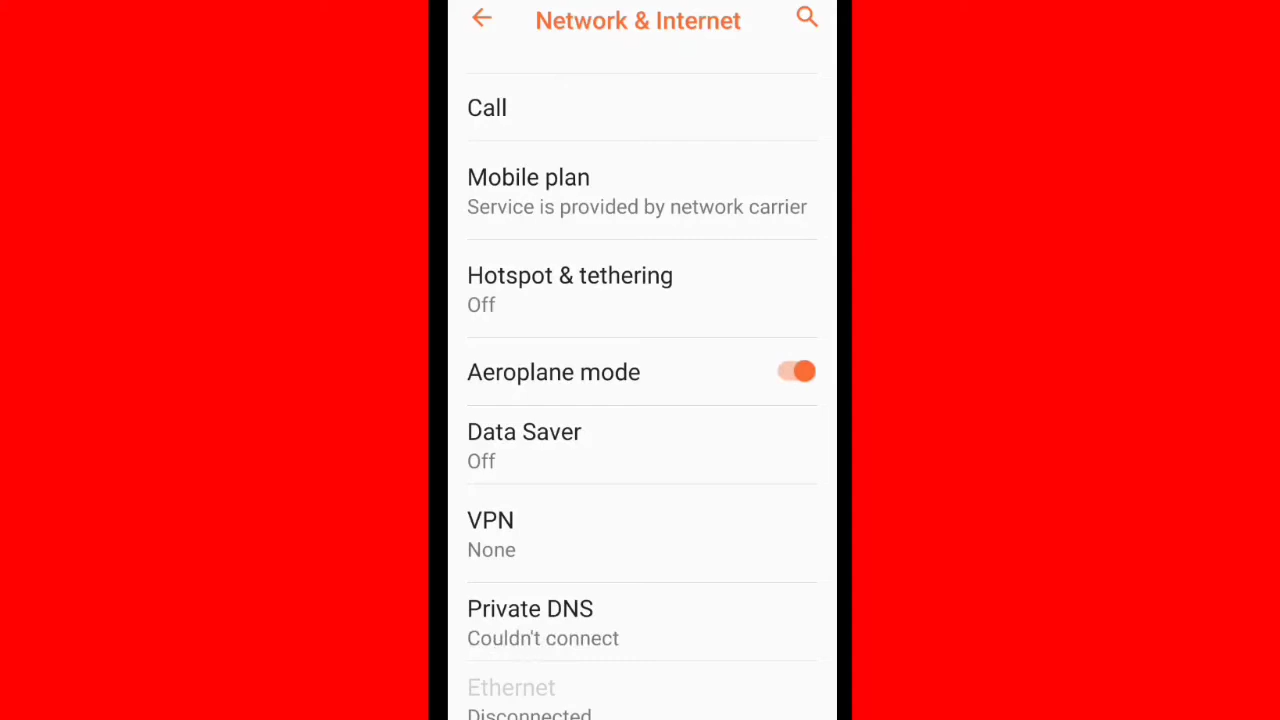 Network & Internet
Call
Mobile plan
Service is provided by network carrier
Hotspot & tethering
Off
Aeroplane mode
Data Saver
Off
VPN
None
Private DNS
Couldn't connect
Ethernet
Disconnected